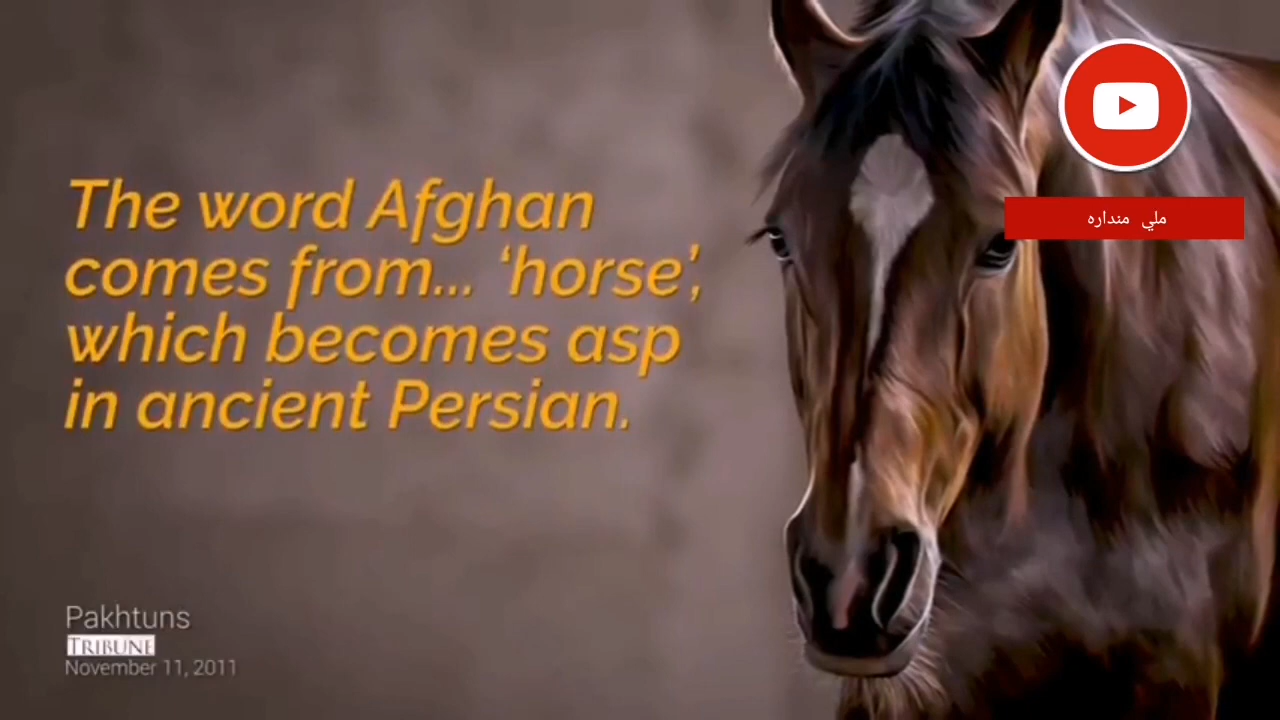 The word Afghan
comes from... ‘horse’,
which becomes asp
in ancient Persian.
ملي منداره
Pakhtuns
TRIBUNE
November 11, 2011